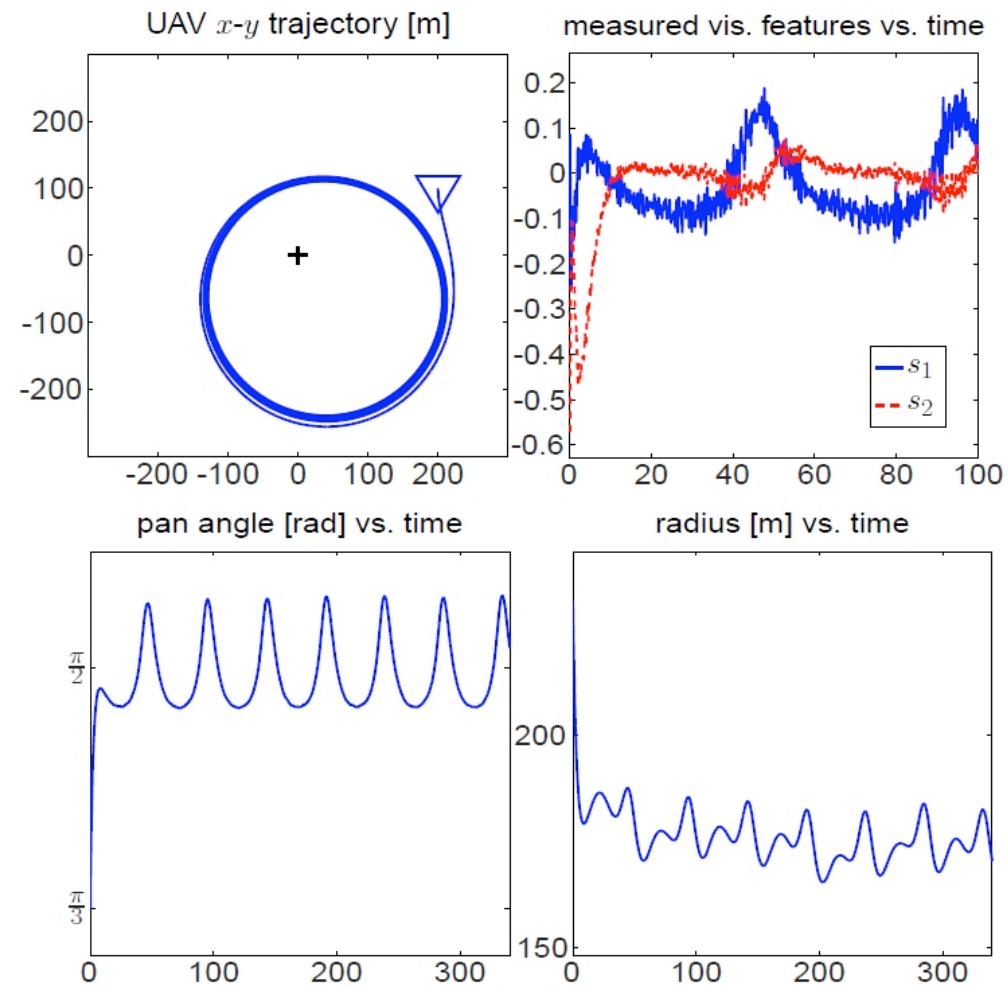 UAV x-y trajectory [m]
200
100
0
-100
-200
-200 -100 0 100 200
measured vis. features vs. time
0.2
0.1
0
-0.1
-0.2
-0.3
-0.4
-0.5
-0.6
s1
s2
0 20 40 60 80 100
pan angle [rad] vs. time
π/2
π/3
0 100 200 300
radius [m] vs. time
200
150
0 100 200 300